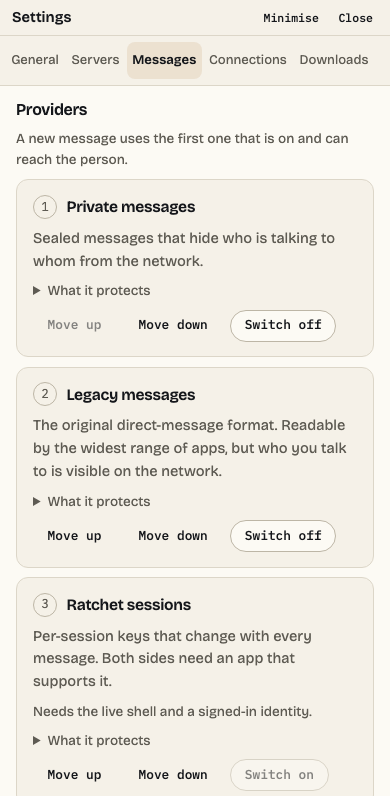 Settings
Minimise Close
General Servers Messages Connections Downloads
Providers
A new message uses the first one that is on and can
reach the person.
1 Private messages
Sealed messages that hide who is talking to
whom from the network.
What it protects
Move up Move down Switch off
2 Legacy messages
The original direct-message format. Readable
by the widest range of apps, but who you talk
to is visible on the network.
What it protects
Move up Move down Switch off
3 Ratchet sessions
Per-session keys that change with every
message. Both sides need an app that
supports it.
Needs the live shell and a signed-in identity.
What it protects
Move up Move down Switch on